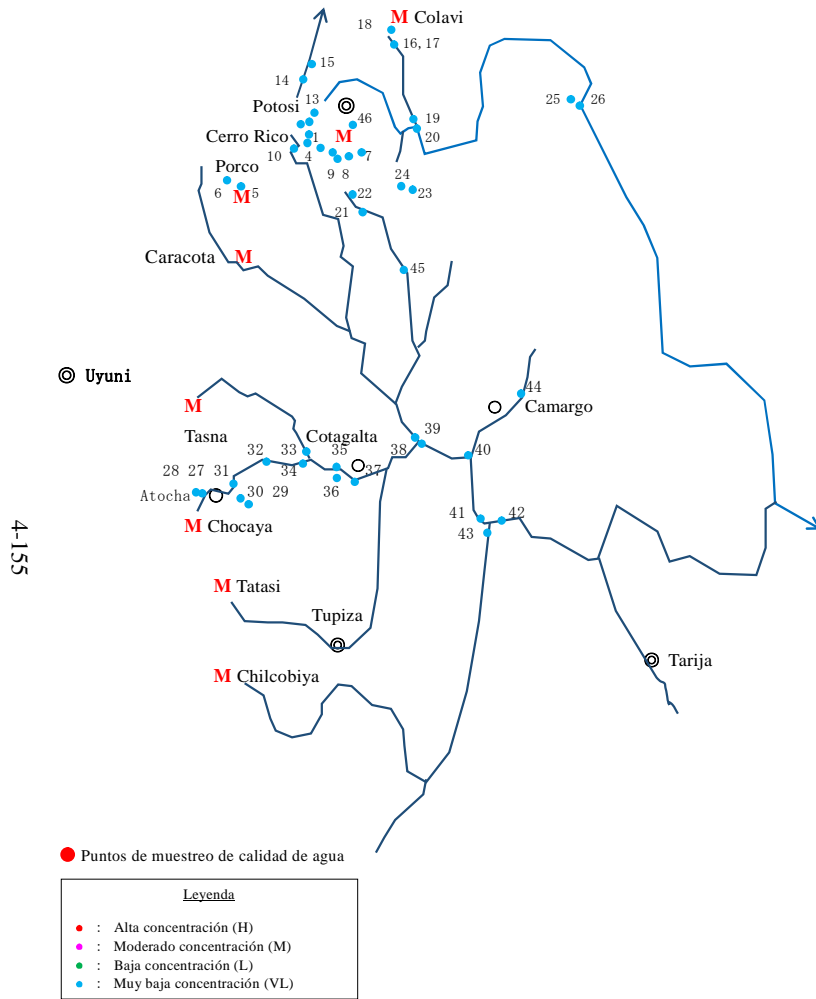 18
M Colavi
16,17
15
14
13
Potosi
46
19
25
26
Cerro Rico
1
M
20
10
4
9
8
7
Porco
24
6
M
5
22
23
21
Caracota
M
45
Uyuni
M
44
Camargo
Tasna
Cotagalta
39
32
33
35
38
40
34
28
27
31
37
36
Atocha
30
29
M Chocaya
41
42
43
4-155
M Tatasi
Tupiza
Tarija
M Chilcobiya
Puntos de muestreo de calidad de agua
Leyenda
: Alta concentración (H)
: Moderado concentración (M)
: Baja concentración (L)
: Muy baja concentración (VL)